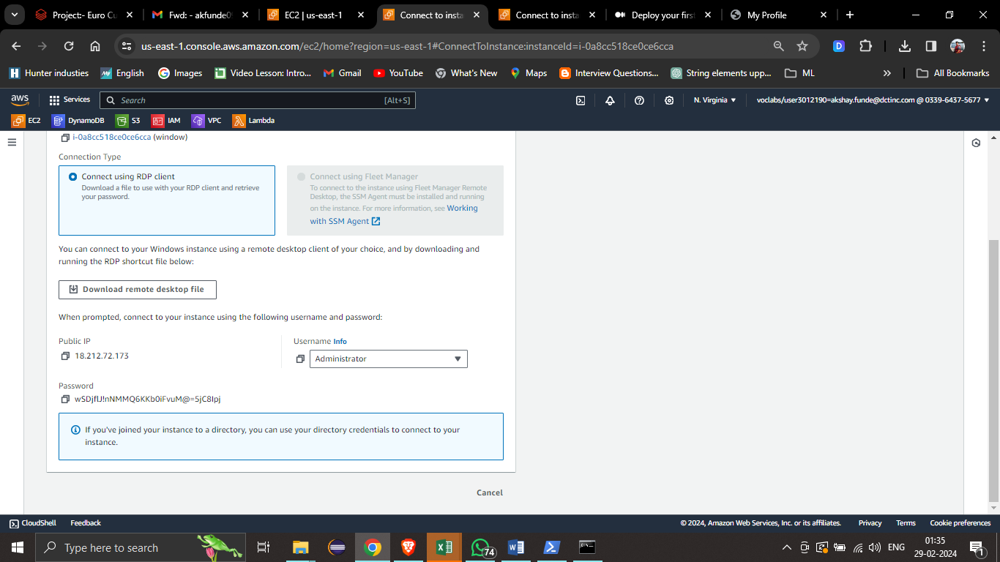 Project:- Euro Cu
Fwd: - akfunde09
EC2 | us-east-1
Connect to insta
Connect to insta
Deploy your first
My Profile
us-east-1.console.aws.amazon.com/ec2/home?region=us-east-1#ConnectToInstance:instanceId=i-0a8cc518ce0ce6cca
Hunter industies
English
Images
Video Lesson: Intro...
Gmail
YouTube
What's New
Maps
Interview Questions...
String elements upp...
ML
All Bookmarks
aws
Services
Search
[Alt+S]
N. Virginia
voclabs/user3012190=akshay.funde@dctinc.com @ 0339-6437-5677
EC2
DynamoDB
S3
IAM
VPC
Lambda
i-0a8cc518ce0ce6cca (window)
Connection Type
Connect using RDP client
Download a file to use with your RDP client and retrieve
your password.
Connect using Fleet Manager
To connect to the instance using Fleet Manager Remote
Desktop, the SSM Agent must be installed and running
on the instance. For more information, see Working
with SSM Agent
You can connect to your Windows instance using a remote desktop client of your choice, and by downloading and
running the RDP shortcut file below:
Download remote desktop file
When prompted, connect to your instance using the following username and password:
Public IP
18.212.72.173
Username Info
Administrator
Password
If you've joined your instance to a directory, you can use your directory credentials to connect to your
instance.
Cancel
CloudShell
Feedback
© 2024, Amazon Web Services, Inc. or its affiliates.
Privacy
Terms
Cookie preferences
Type here to search
74
ENG
01:35
29-02-2024
1